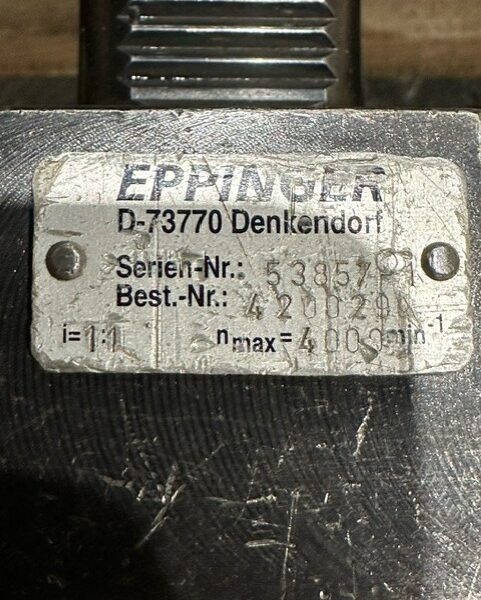 EPPINGER
D-73770 Denkendorf
Serien-Nr.:
Best.-Nr.:
i=1:1 nmax=4000min-1